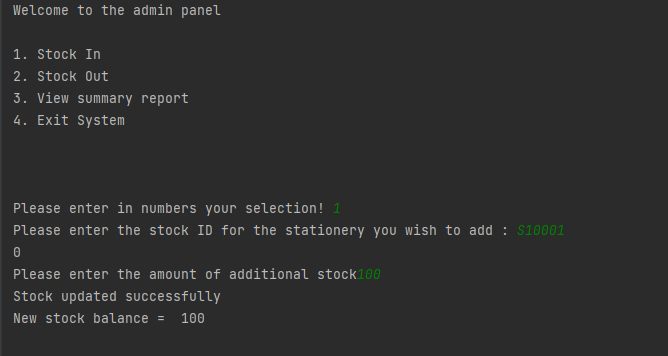 Welcome to the admin panel
1. Stock In
2. Stock Out
3. View summary report
4. Exit System
Please enter in numbers your selection! 1
Please enter the stock ID for the stationery you wish to add : S10001
0
Please enter the amount of additional stock100
Stock updated successfully
New stock balance =  100